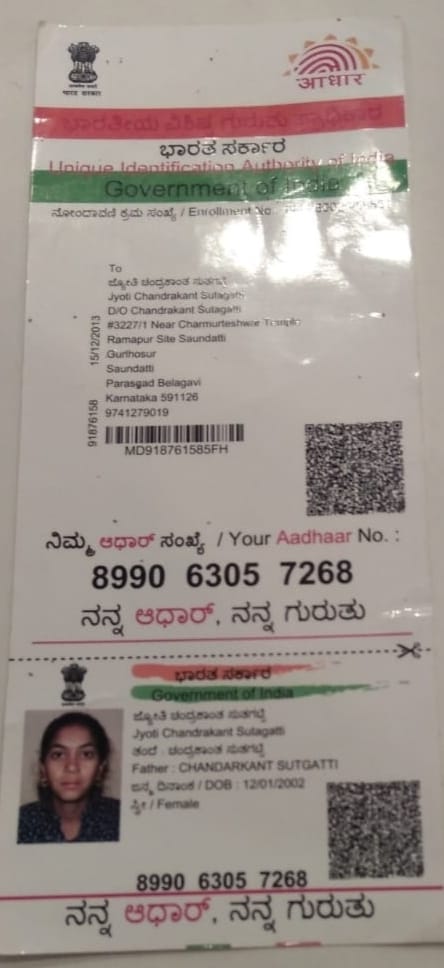 भारत सरकार
आधार
ಭಾರತೀಯ ವಿಶಿಷ್ಟ ಗುರುತು ಪ್ರಾಧಿಕಾರ
ಭಾರತ ಸರ್ಕಾರ
Unique Identification Authority of India
Government of India
ನೋಂದಾವಣಿ ಕ್ರಮ ಸಂಖ್ಯೆ / Enrollment No.
To
ಜ್ಯೋತಿ ಚಂದ್ರಕಾಂತ ಸುತಗಟ್ಟಿ
Jyoti Chandrakant Sutagatti
D/O Chandrakant Sutagatti
#3227/1 Near Charmurteshwar Temple
Ramapur Site Saundatti
Gurlhosur
Saundatti
Parasgad Belagavi
Karnataka 591126
9741279019
91876158 15/12/2013
MD918761585FH
ನಿಮ್ಮ ಆಧಾರ್ ಸಂಖ್ಯೆ / Your Aadhaar No. :
8990 6305 7268
ನನ್ನ ಆಧಾರ್, ನನ್ನ ಗುರುತು
ಭಾರತ ಸರ್ಕಾರ
Government of India
ಜ್ಯೋತಿ ಚಂದ್ರಕಾಂತ ಸುತಗಟ್ಟಿ
Jyoti Chandrakant Sutagatti
ತಂದೆ : ಚಂದ್ರಕಾಂತ ಸುತಗಟ್ಟಿ
Father : CHANDARKANT SUTGATTI
ಜನ್ಮ ದಿನಾಂಕ / DOB : 12/01/2002
ಸ್ತ್ರೀ / Female
8990 6305 7268
ನನ್ನ ಆಧಾರ್, ನನ್ನ ಗುರುತು